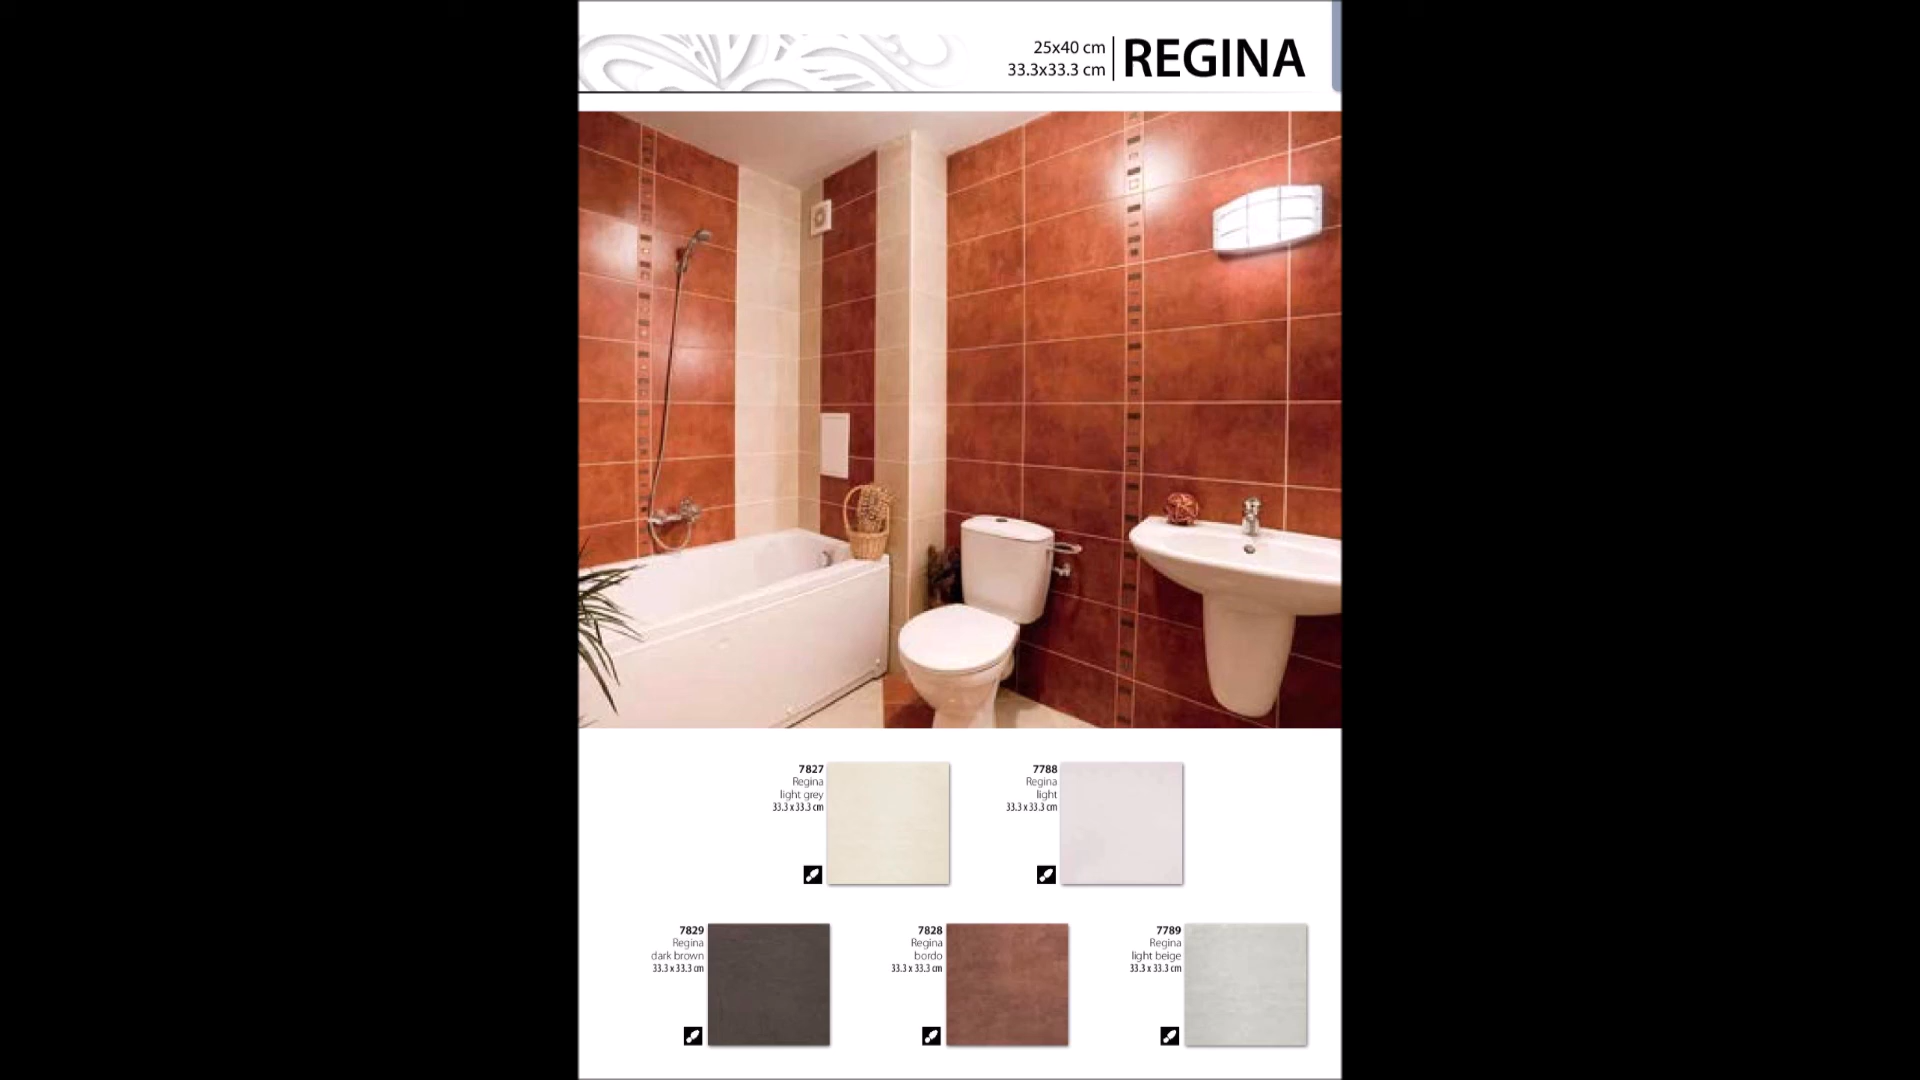 25x40 cm
33.3x33.3 cm
REGINA
7827
Regina
light grey
33.3 x 33.3 cm
7788
Regina
light
33.3 x 33.3 cm
7829
Regina
dark brown
33.3 x 33.3 cm
7828
Regina
bordo
33.3 x 33.3 cm
7789
Regina
light beige
33.3 x 33.3 cm